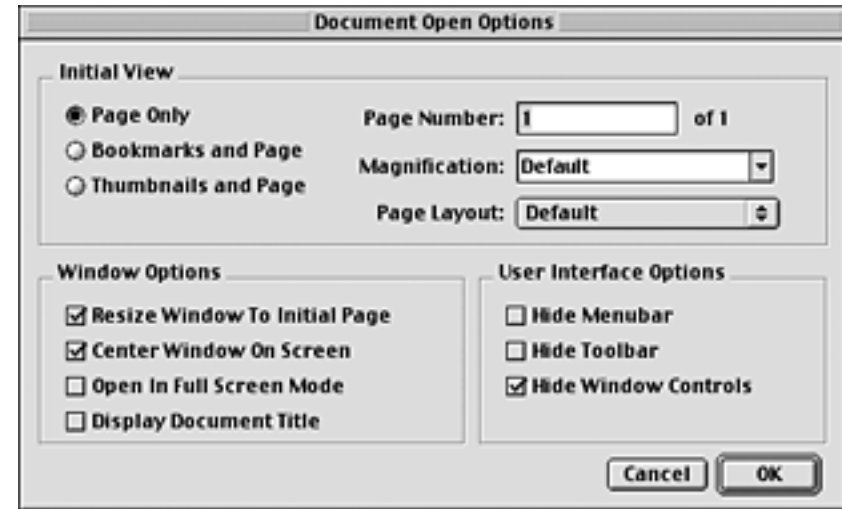 Document Open Options
Initial View
Page Only
Bookmarks and Page
Thumbnails and Page
Page Number: 1 of 1
Magnification: Default
Page Layout: Default
Window Options
Resize Window To Initial Page
Center Window On Screen
Open In Full Screen Mode
Display Document Title
User Interface Options
Hide Menubar
Hide Toolbar
Hide Window Controls
Cancel OK